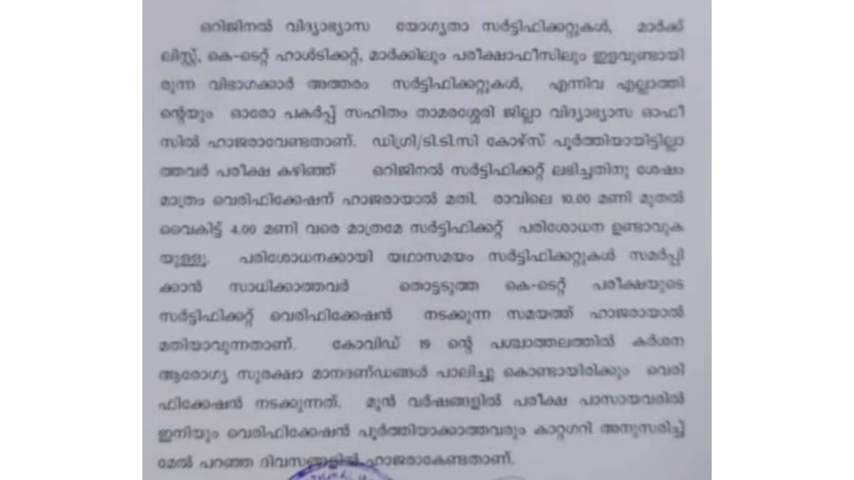 ഒറിജിനൽ വിദ്യാഭ്യാസ യോഗ്യതാ സർട്ടിഫിക്കറ്റുകൾ, മാർക്ക്
ലിസ്റ്റ്, കെ-ടെറ്റ് ഹാൾടിക്കറ്റ്, മാർക്കിലും പരീക്ഷാഫീസിലും ഇളവുണ്ടായി
രുന്ന വിഭാഗക്കാർ അത്തരം സർട്ടിഫിക്കറ്റുകൾ, എന്നിവ എല്ലാത്തി
ന്റെയും ഓരോ പകർപ്പ് സഹിതം താമരശ്ശേരി ജില്ലാ വിദ്യാഭ്യാസ ഓഫീ
സിൽ ഹാജരാവേണ്ടതാണ്. ഡിഗ്രി/ടി.ടി.സി കോഴ്സ് പൂർത്തിയായിട്ടില്ലാ
ത്തവർ പരീക്ഷ കഴിഞ്ഞ് ഒറിജിനൽ സർട്ടിഫിക്കറ്റ് ലഭിച്ചതിനു ശേഷം
മാത്രം വെരിഫിക്കേഷന് ഹാജരായാൽ മതി. രാവിലെ 10.00 മണി മുതൽ
വൈകിട്ട് 4.00 മണി വരെ മാത്രമേ സർട്ടിഫിക്കറ്റ് പരിശോധന ഉണ്ടാവുക
യുള്ളൂ. പരിശോധനക്കായി യഥാസമയം സർട്ടിഫിക്കറ്റുകൾ സമർപ്പി
ക്കാൻ സാധിക്കാത്തവർ തൊട്ടടുത്ത കെ-ടെറ്റ് പരീക്ഷയുടെ
സർട്ടിഫിക്കറ്റ് വെരിഫിക്കേഷൻ നടക്കുന്ന സമയത്ത് ഹാജരായാൽ
മതിയാവുന്നതാണ്. കോവിഡ് 19 ന്റെ പശ്ചാത്തലത്തിൽ കർശന
ആരോഗ്യ സുരക്ഷാ മാനദണ്ഡങ്ങൾ പാലിച്ചു കൊണ്ടായിരിക്കും വെരി
ഫിക്കേഷൻ നടക്കുന്നത്. മുൻ വർഷങ്ങളിൽ പരീക്ഷ പാസായവരിൽ
ഇനിയും വെരിഫിക്കേഷൻ പൂർത്തിയാക്കാത്തവരും കാറ്റഗറി അനുസരിച്ച്
മേൽ പറഞ്ഞ ദിവസങ്ങളിൽ ഹാജരാകേണ്ടതാണ്.